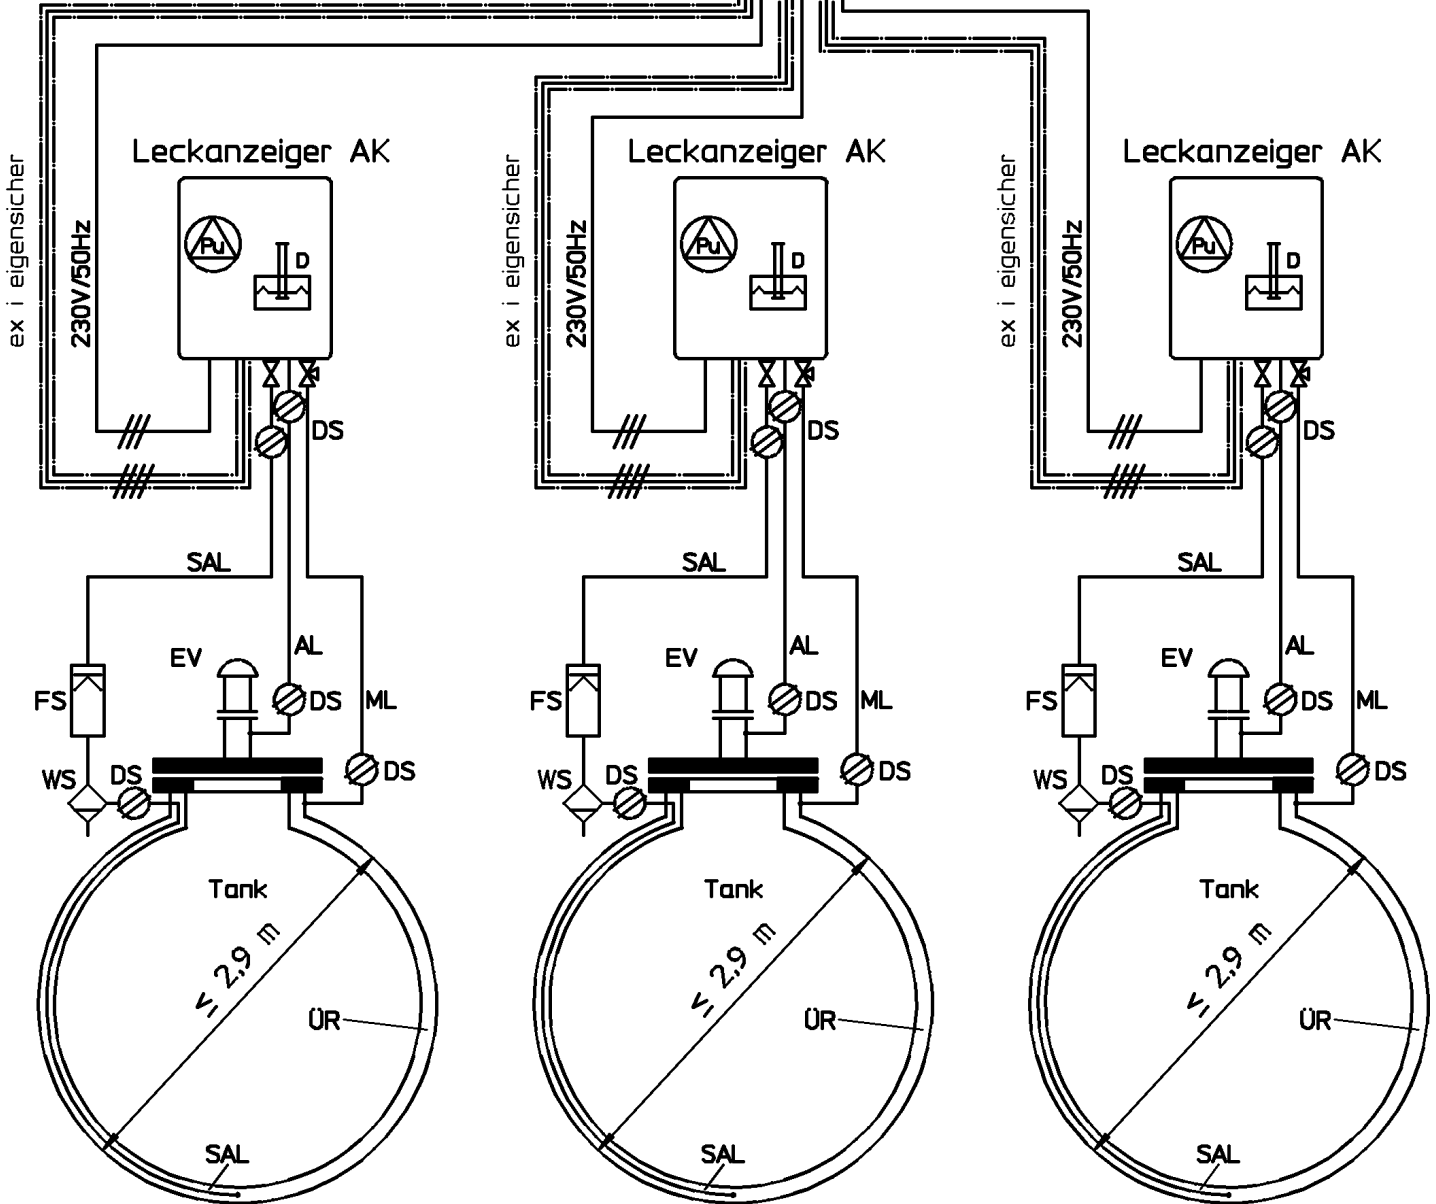 Leckanzeiger AK
ex i eigensicher
230V/50Hz
Pu
D
DS
SAL
EV
AL
FS
DS
ML
WS
DS
DS
Tank
≤ 2,9 m
ÜR
SAL
Leckanzeiger AK
ex i eigensicher
230V/50Hz
Pu
D
DS
SAL
EV
AL
FS
DS
ML
WS
DS
DS
Tank
≤ 2,9 m
ÜR
SAL
Leckanzeiger AK
ex i eigensicher
230V/50Hz
Pu
D
DS
SAL
EV
AL
FS
DS
ML
WS
DS
DS
Tank
≤ 2,9 m
ÜR
SAL